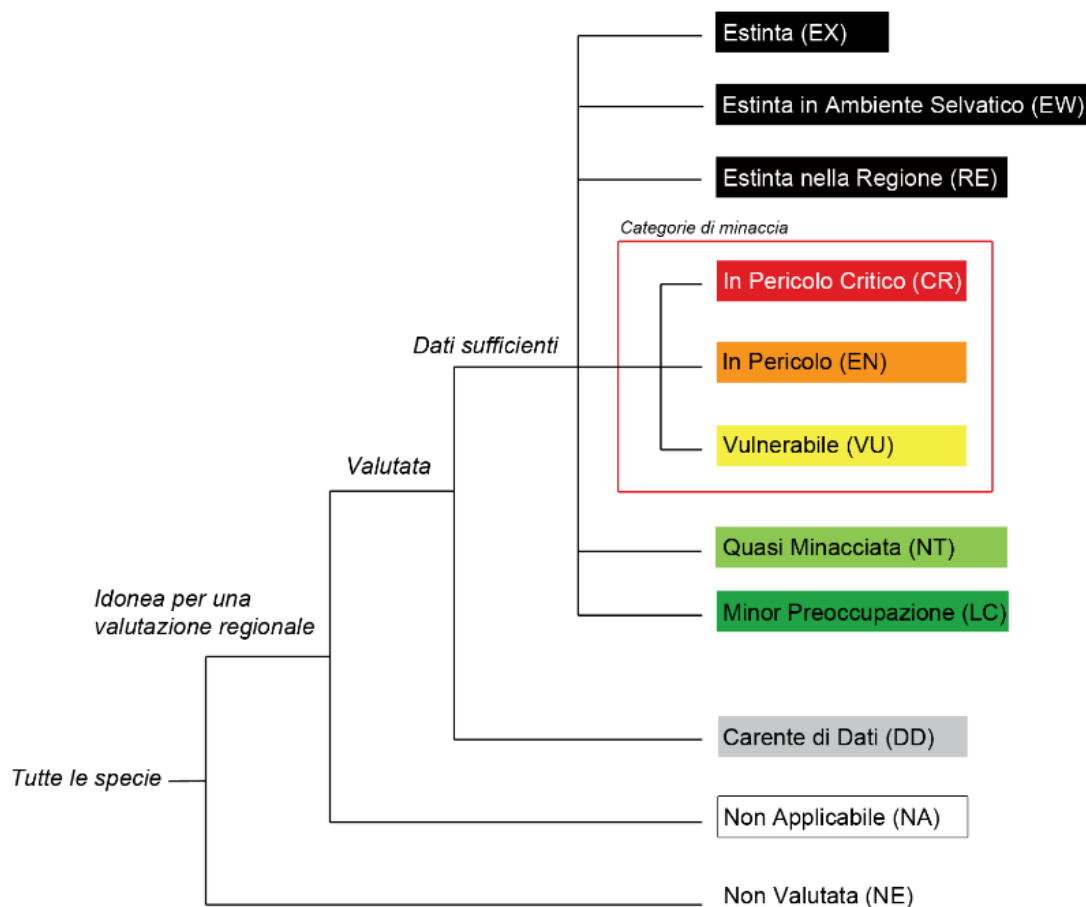 Estinta (EX)
Estinta in Ambiente Selvatico (EW)
Estinta nella Regione (RE)
Categorie di minaccia
In Pericolo Critico (CR)
Dati sufficienti
In Pericolo (EN)
Vulnerabile (VU)
Valutata
Quasi Minacciata (NT)
Idonea per una
valutazione regionale
Minor Preoccupazione (LC)
Carente di Dati (DD)
Tutte le specie
Non Applicabile (NA)
Non Valutata (NE)